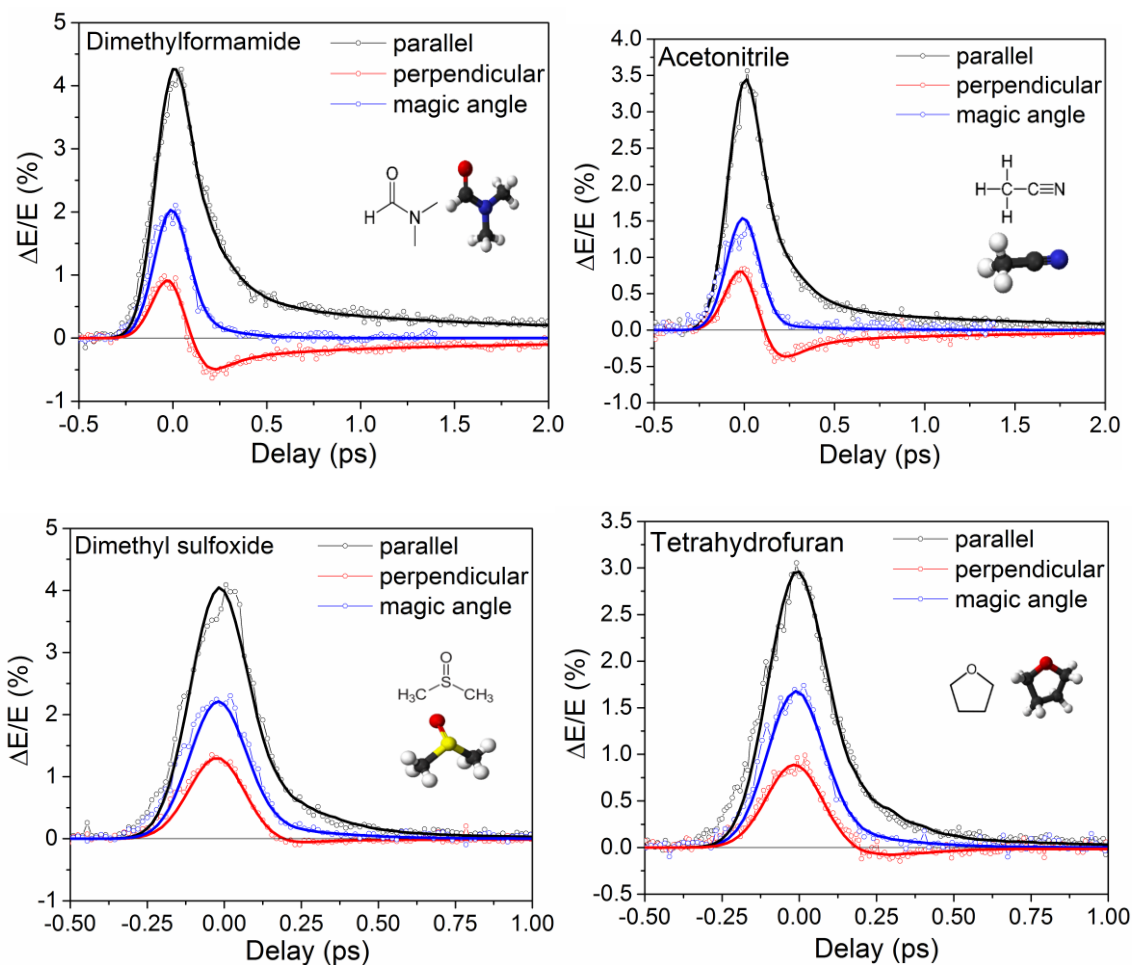 Dimethylformamide
parallel
perpendicular
magic angle
O
H
N
ΔE/E (%)
5
4
3
2
1
0
-1
-0.5 0.0 0.5 1.0 1.5 2.0
Delay (ps)
Acetonitrile
parallel
perpendicular
magic angle
H
H-C-C≡N
H
ΔE/E (%)
4.0
3.5
3.0
2.5
2.0
1.5
1.0
0.5
0.0
-0.5
-1.0
-0.5 0.0 0.5 1.0 1.5 2.0
Delay (ps)
Dimethyl sulfoxide
parallel
perpendicular
magic angle
O
S
H₃C CH₃
ΔE/E (%)
5
4
3
2
1
0
-1
-0.50 -0.25 0.00 0.25 0.50 0.75 1.00
Delay (ps)
Tetrahydrofuran
parallel
perpendicular
magic angle
O
ΔE/E (%)
3.5
3.0
2.5
2.0
1.5
1.0
0.5
0.0
-0.5
-0.50 -0.25 0.00 0.25 0.50 0.75 1.00
Delay (ps)